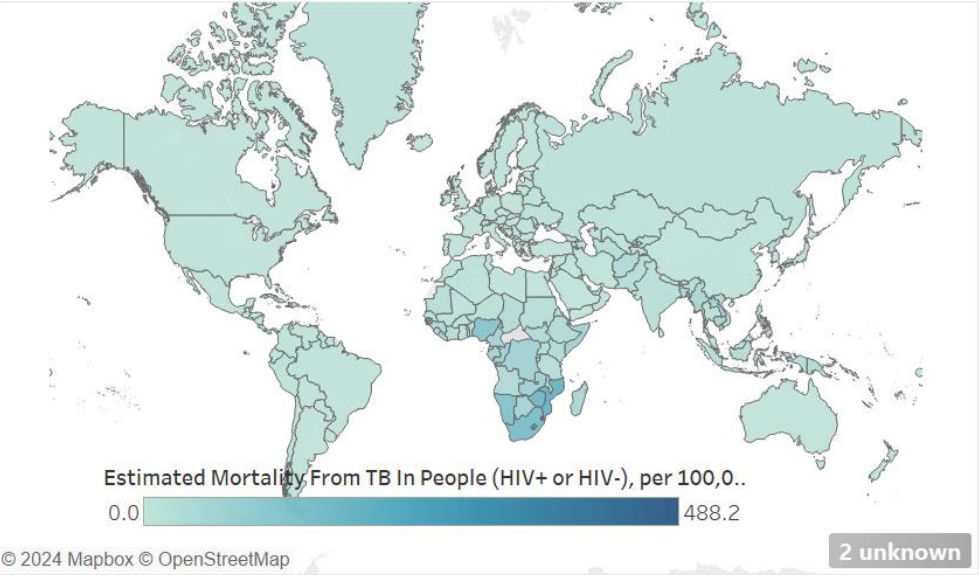 Estimated Mortality From TB In People (HIV+ or HIV-), per 100,0..
0.0 488.2
© 2024 Mapbox © OpenStreetMap
2 unknown